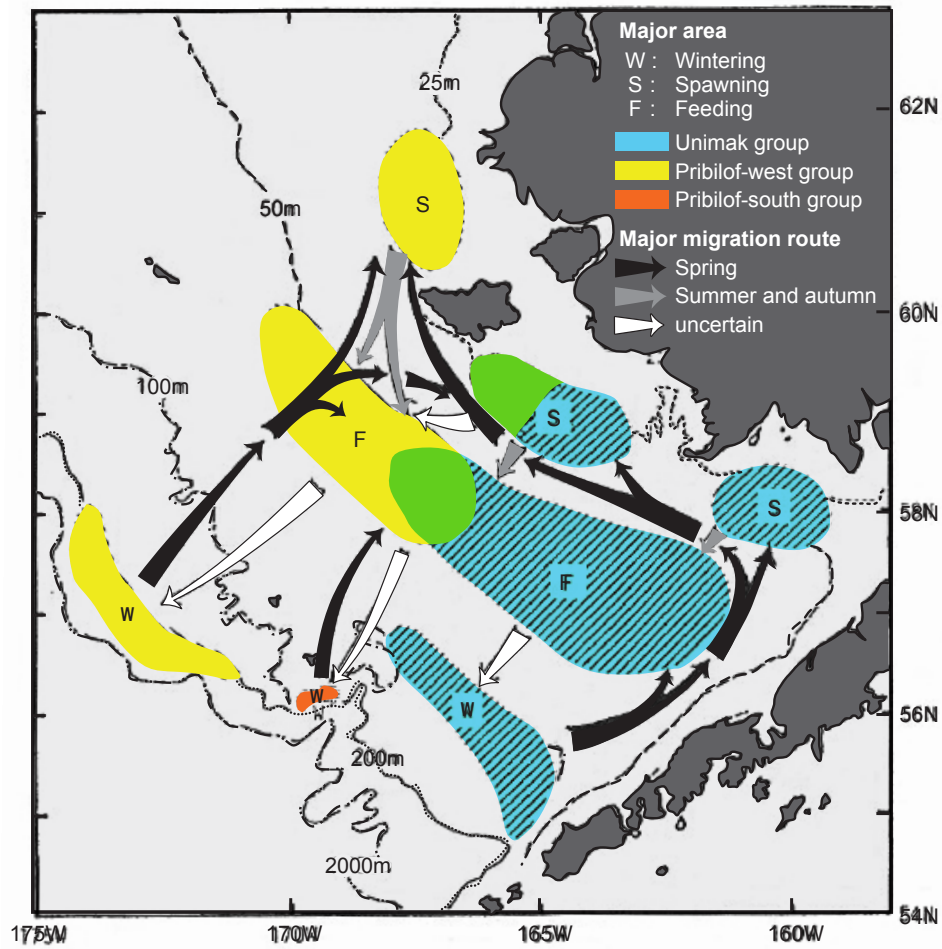 Major area
W : Wintering
S : Spawning
F : Feeding
Unimak group
Pribilof-west group
Pribilof-south group
Major migration route
Spring
Summer and autumn
uncertain
25m
62N
S
50m
60N
100m
S
F
58N
S
F
W
W
W
56N
200m
2000m
54N
175W
170W
165W
160W